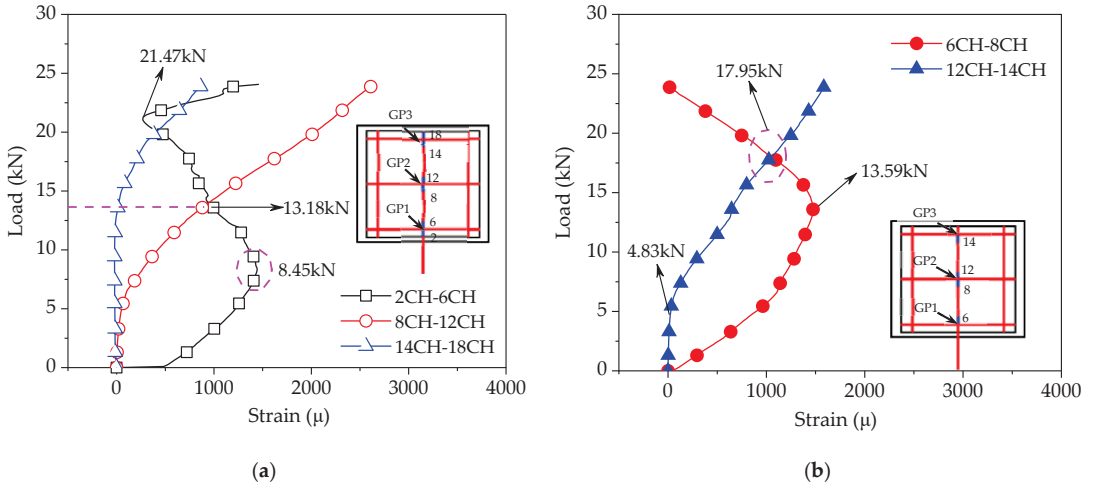 30
25
20
15
10
5
0
Load (kN)
0
1000
2000
3000
4000
Strain (μ)
21.47kN
13.18kN
8.45kN
GP3
18
14
GP2
12
8
GP1
6
2
2CH-6CH
8CH-12CH
14CH-18CH
(a)
30
25
20
15
10
5
0
Load (kN)
0
1000
2000
3000
4000
Strain (μ)
6CH-8CH
12CH-14CH
17.95kN
13.59kN
4.83kN
GP3
14
GP2
12
8
GP1
6
(b)